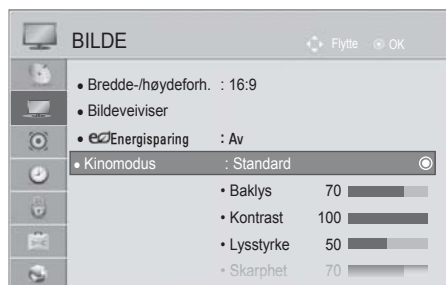 BILDE
Flytte OK
• Bredde-/høydeforh. : 16:9
• Bildeveiviser
• eco Energisparing : Av
• Kinomodus : Standard
• Baklys 70
• Kontrast 100
• Lysstyrke 50
• Skarphet 70